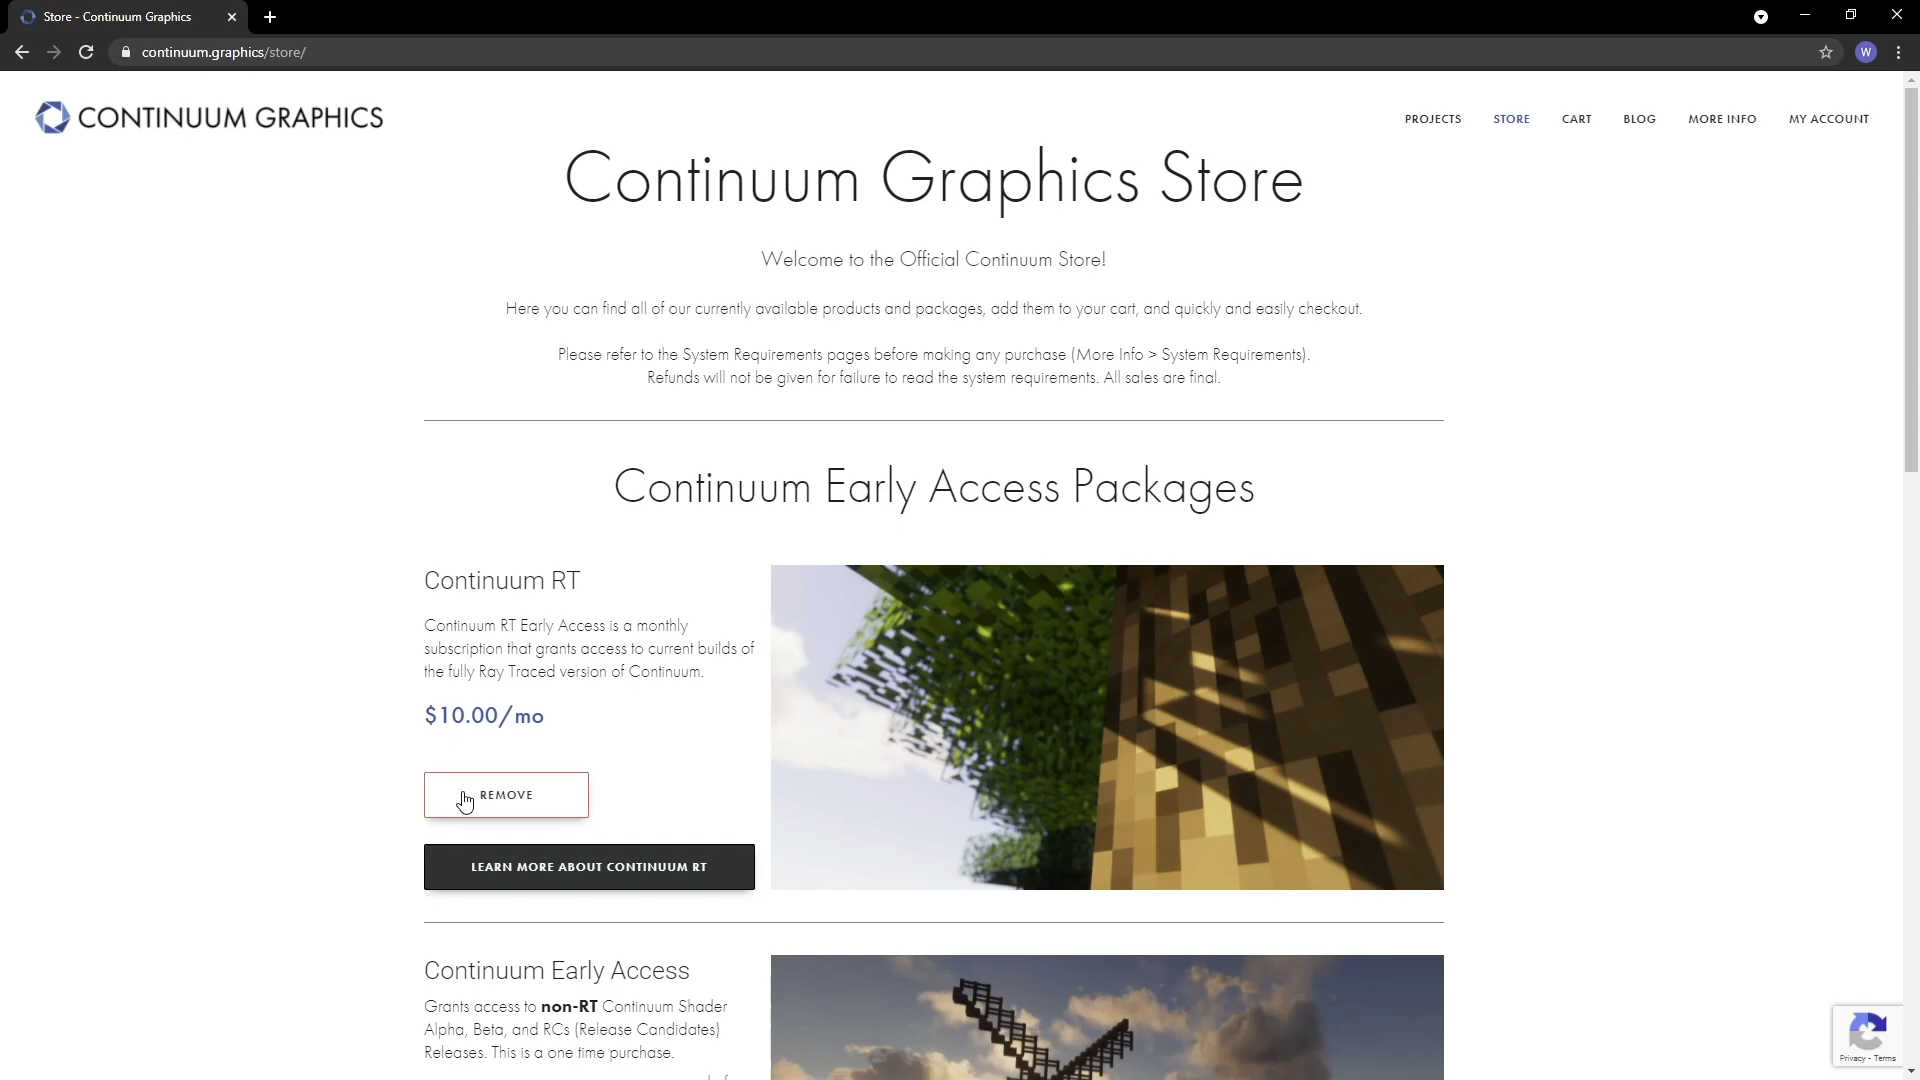 Store - Continuum Graphics
continuum.graphics/store/
W
CONTINUUM GRAPHICS
PROJECTS STORE CART BLOG MORE INFO MY ACCOUNT
Continuum Graphics Store
Welcome to the Official Continuum Store!
Here you can find all of our currently available products and packages, add them to your cart, and quickly and easily checkout.
Please refer to the System Requirements pages before making any purchase (More Info > System Requirements).
Refunds will not be given for failure to read the system requirements. All sales are final.
Continuum Early Access Packages
Continuum RT
Continuum RT Early Access is a monthly
subscription that grants access to current builds of
the fully Ray Traced version of Continuum.
$10.00/mo
REMOVE
LEARN MORE ABOUT CONTINUUM RT
Continuum Early Access
Grants access to non-RT Continuum Shader
Alpha, Beta, and RCs (Release Candidates)
Releases. This is a one time purchase.
Privacy - Terms